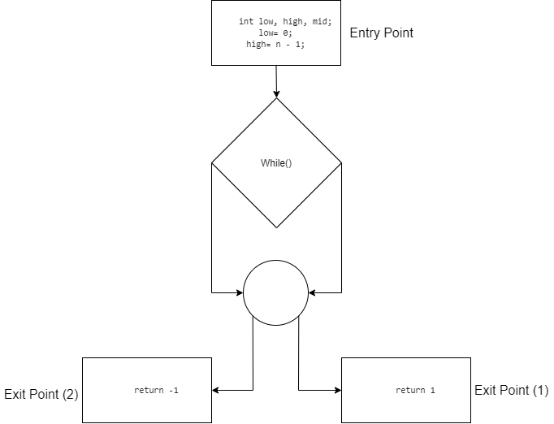 int low, high, mid;
low= 0;
high= n - 1;
Entry Point
While()
Exit Point (2)
return -1
return 1
Exit Point (1)